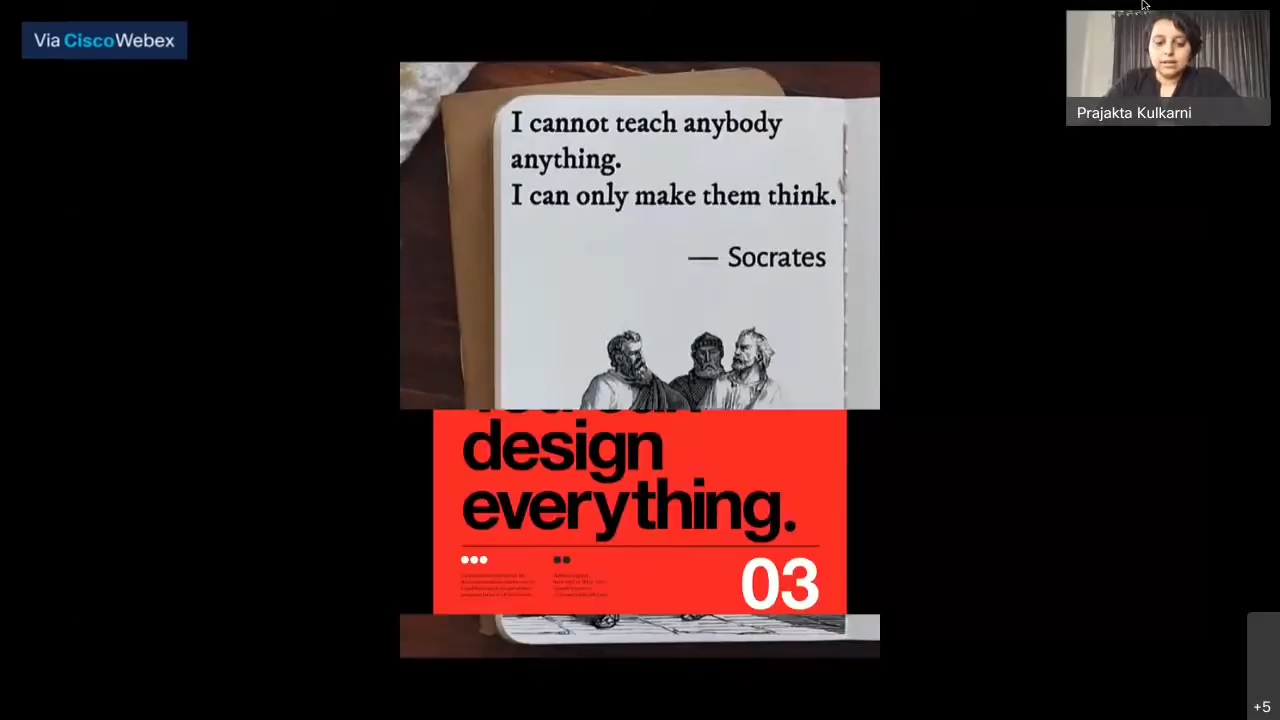 Via CiscoWebex
Prajakta Kulkarni
I cannot teach anybody
anything.
I can only make them think.
— Socrates
design
everything.
03
+5